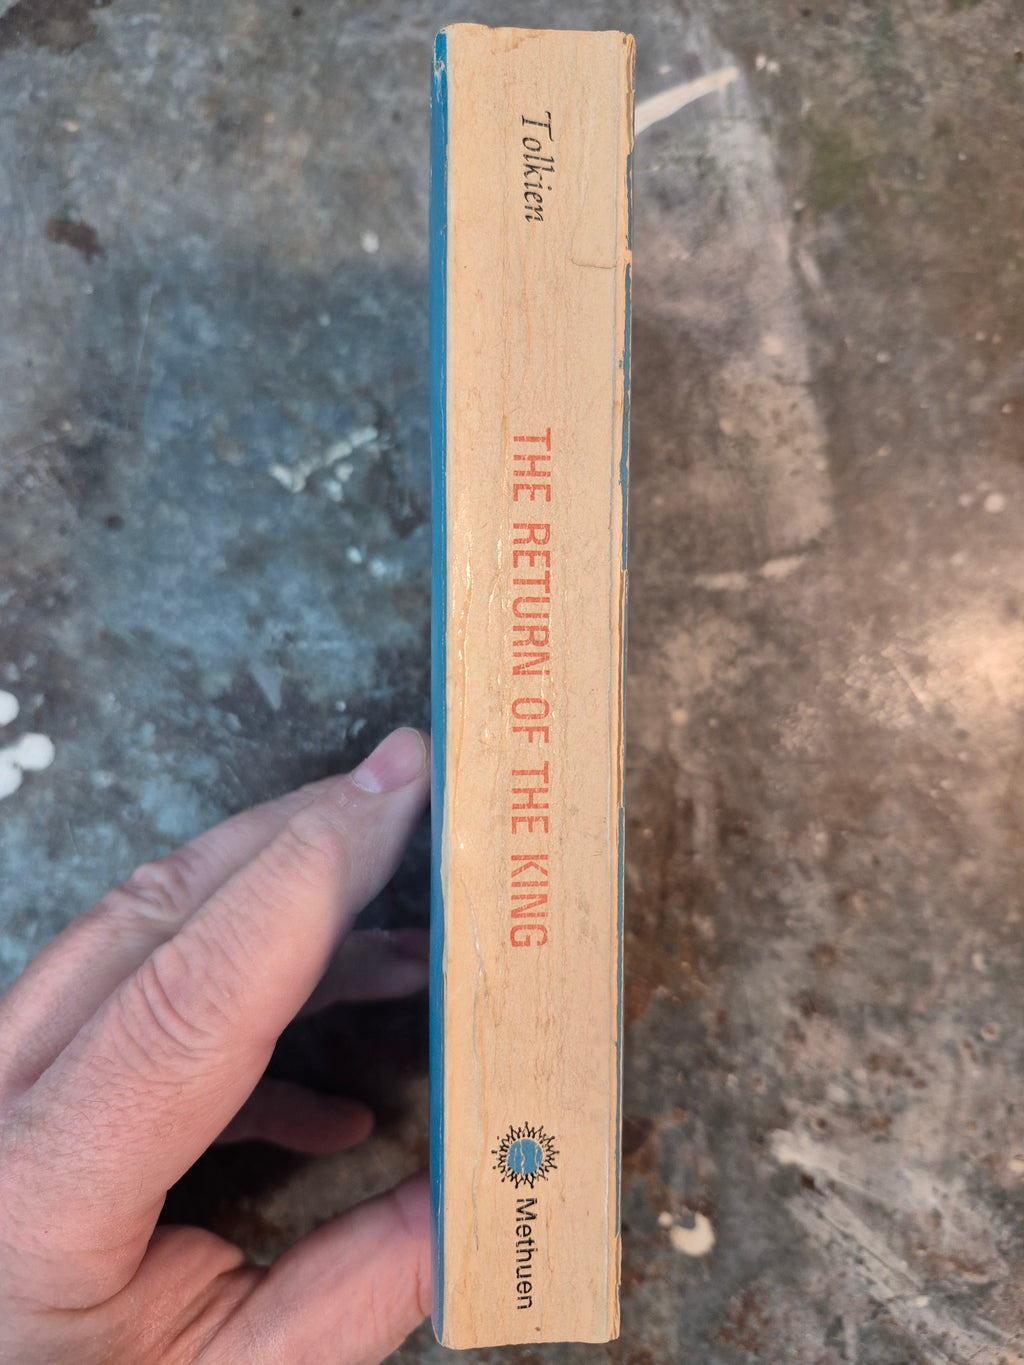 Tolkien
THE RETURN OF THE KING
Methuen